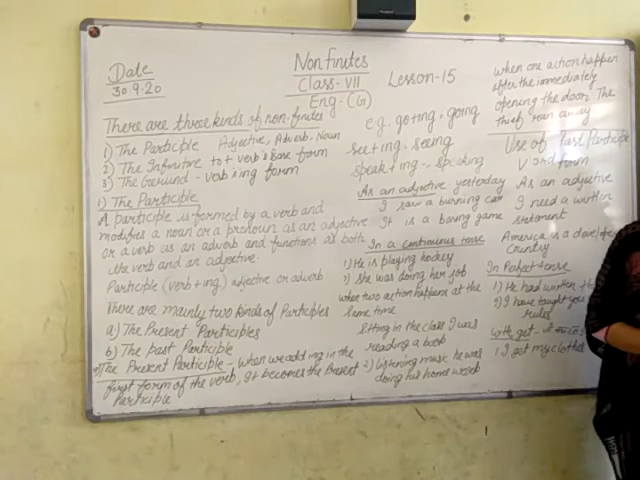 Date
30.9.20
Non finites
Class-VII
Eng-(G)
Lesson-15
There are three kinds of non-finites
1) The Participle Adjective, Adverb, Noun
2) The Infinitive to + verb's Base form
3) The Gerund - verb's ing form
1) The Participle
A participle is formed by a verb and
modifies a noun or a pronoun as an adjective
or a verb as an adverb and functions as both
the verb and an adjective.
Participle (verb+ing) adjective or adverb
There are mainly two kinds of Participles
a) The Present Participles
b) The past Participle
The Present Participle - when we add ing in the
first form of the verb, It becomes the Present
Participle
e.g. go+ing = going
see+ing = seeing
speak+ing - speaking
As an adjective yesterday
I saw a burning
It is a boring game
In a continuous tense
1) He is playing hockey
2) she was doing her job
when two action happens at the
same time
sitting in the class I was
reading a book
2) listening music he was
doing his home work
when one action happen
after the immediately
opening the door, The
thief ran away
Use of Past Participle
V 3rd form
As an adjective
I need a written
statement
America is a
country
In Perfect tense
1) He had written
2) I have taught you
rules
with get -
1. I got my clothes